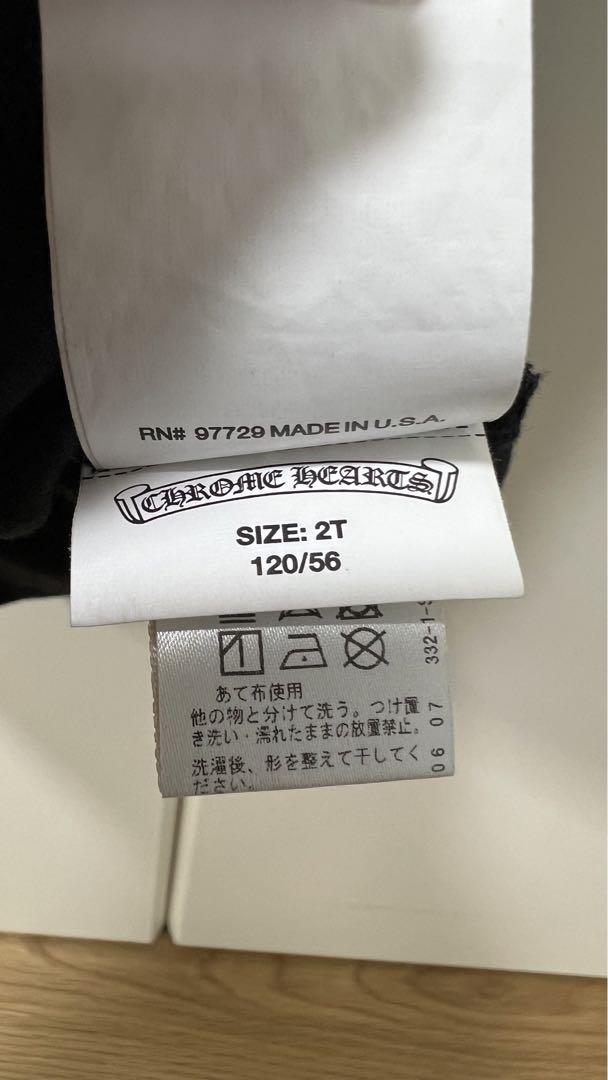 RN# 97729 MADE IN U.S.A.
CHROME HEARTS
SIZE: 2T
120/56
332-1-
06 07
あて布使用
他の物と分けて洗う。つけ置
き洗い・濡れたままの放置禁止。
洗濯後、形を整えて干してく
ださい。